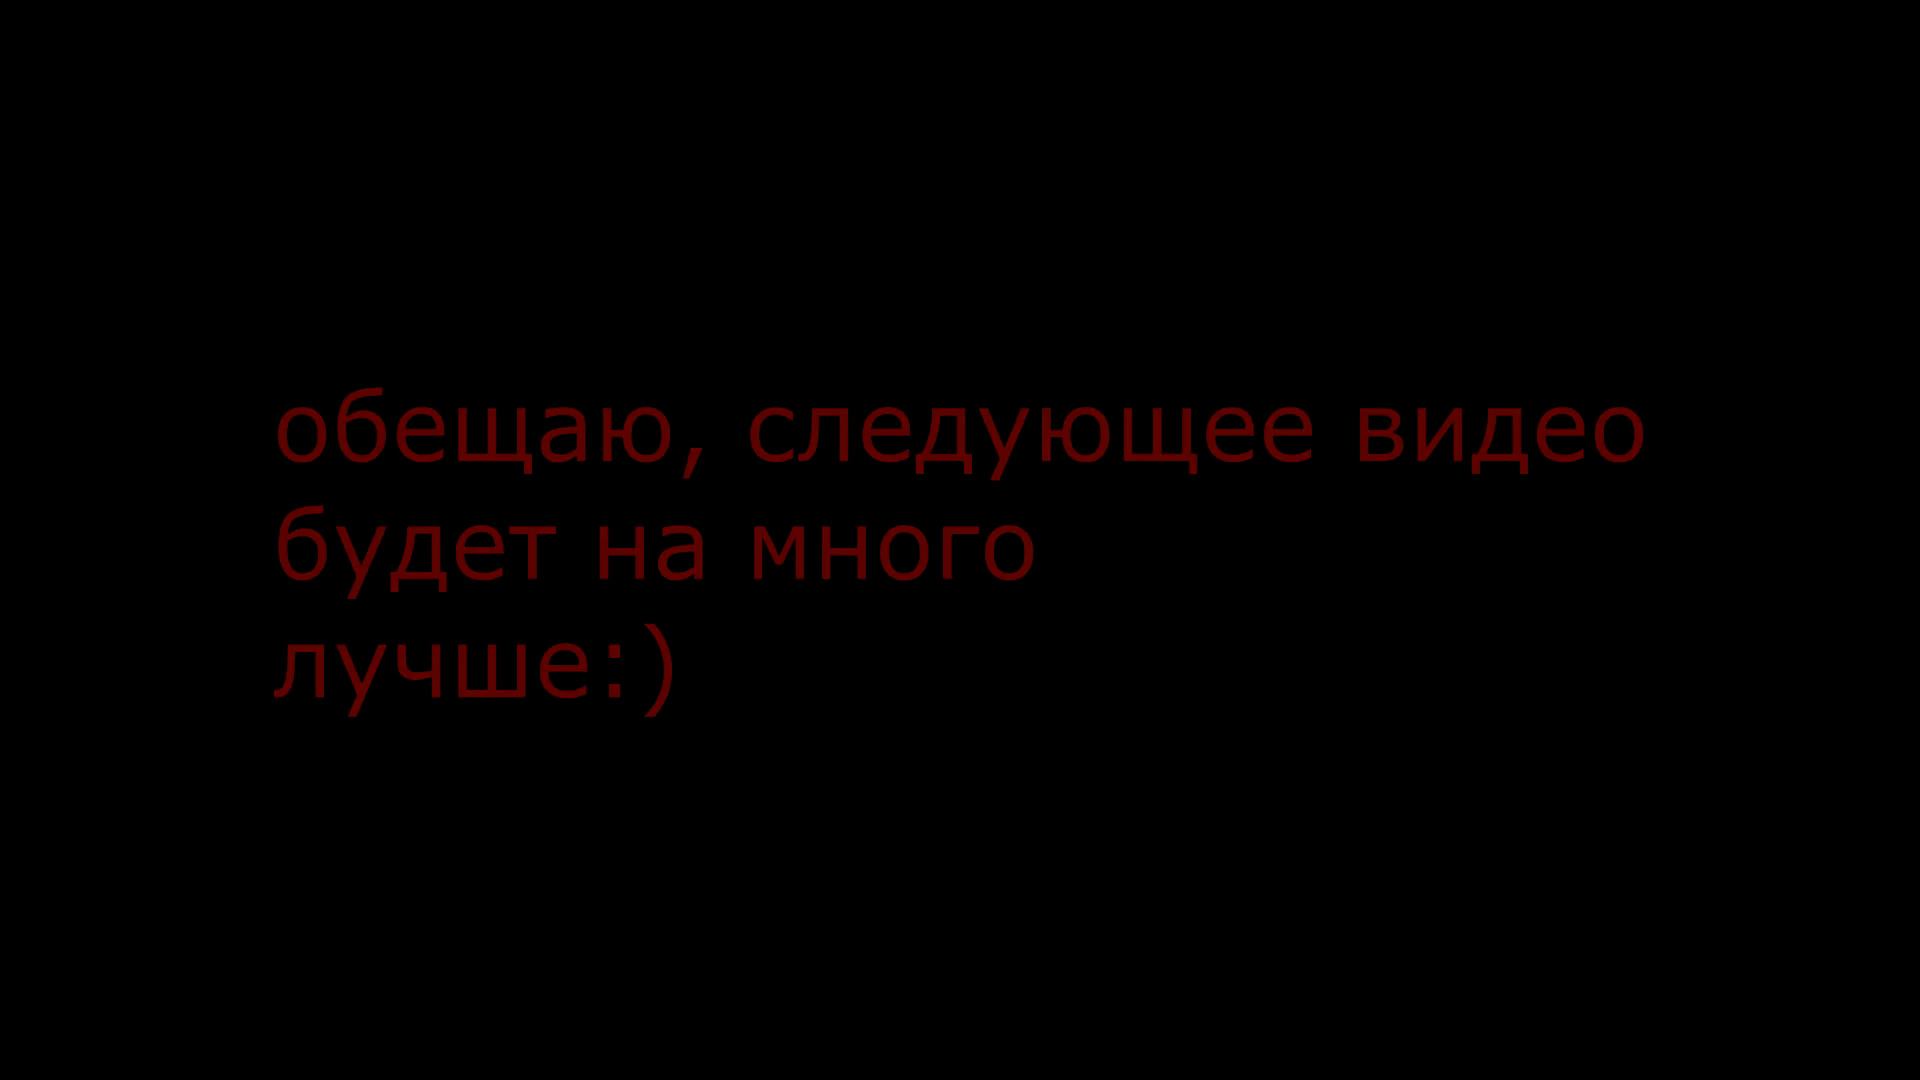 обещаю, следующее видео
будет на много
лучше:)